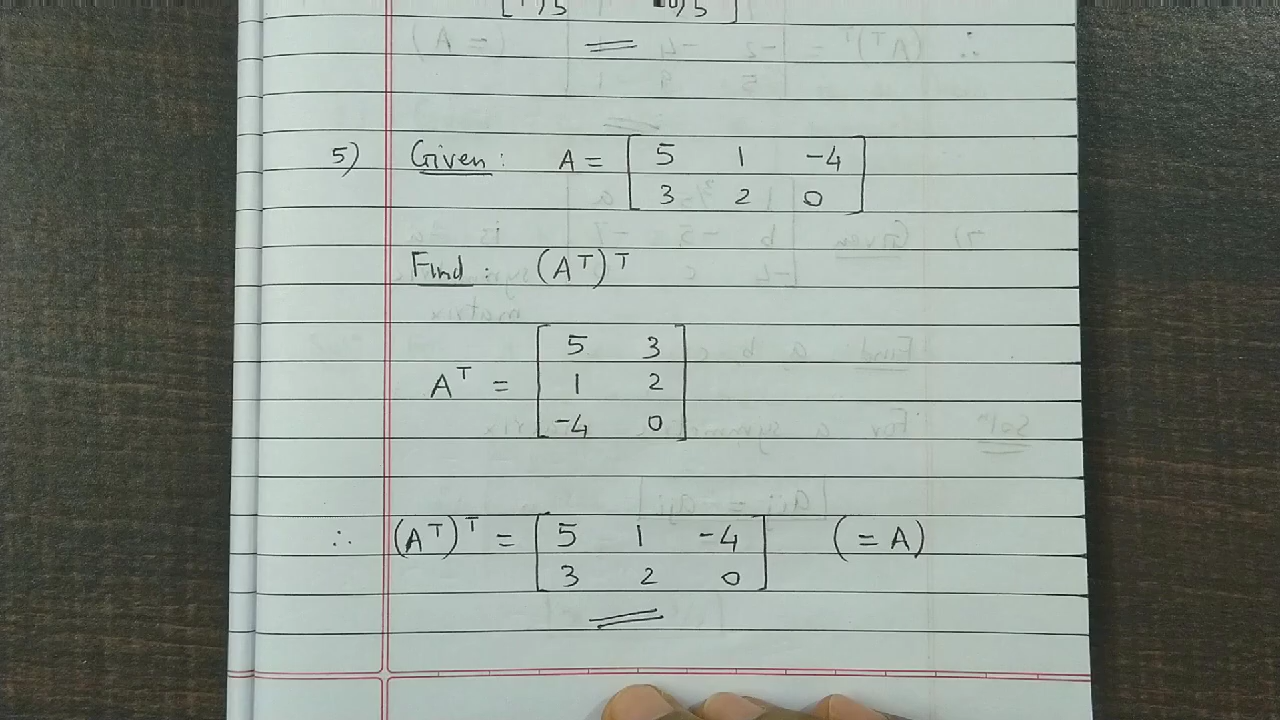 5) Given : A = [ 5 1 -4
3 2 0 ]
Find : (Aᵀ)ᵀ
Aᵀ = [ 5 3
1 2
-4 0 ]
∴ (Aᵀ)ᵀ = [ 5 1 -4
3 2 0 ] (= A)